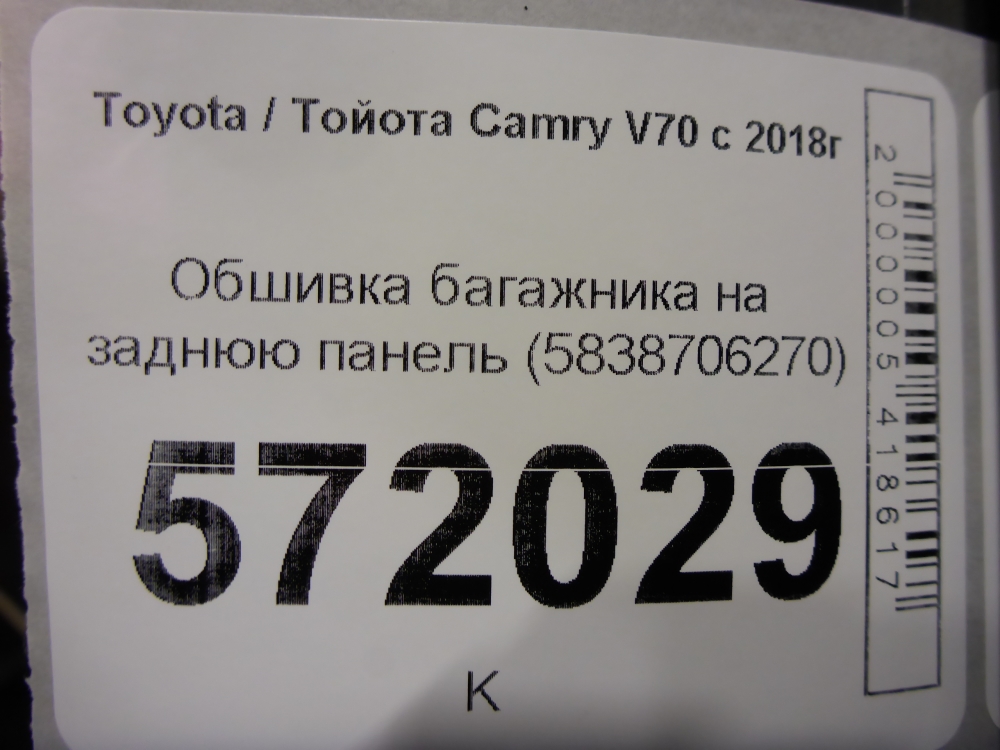 Toyota / Тойота Camry V70 с 2018г
Обшивка багажника на
заднюю панель (5838706270)
572029
К
2000005418617